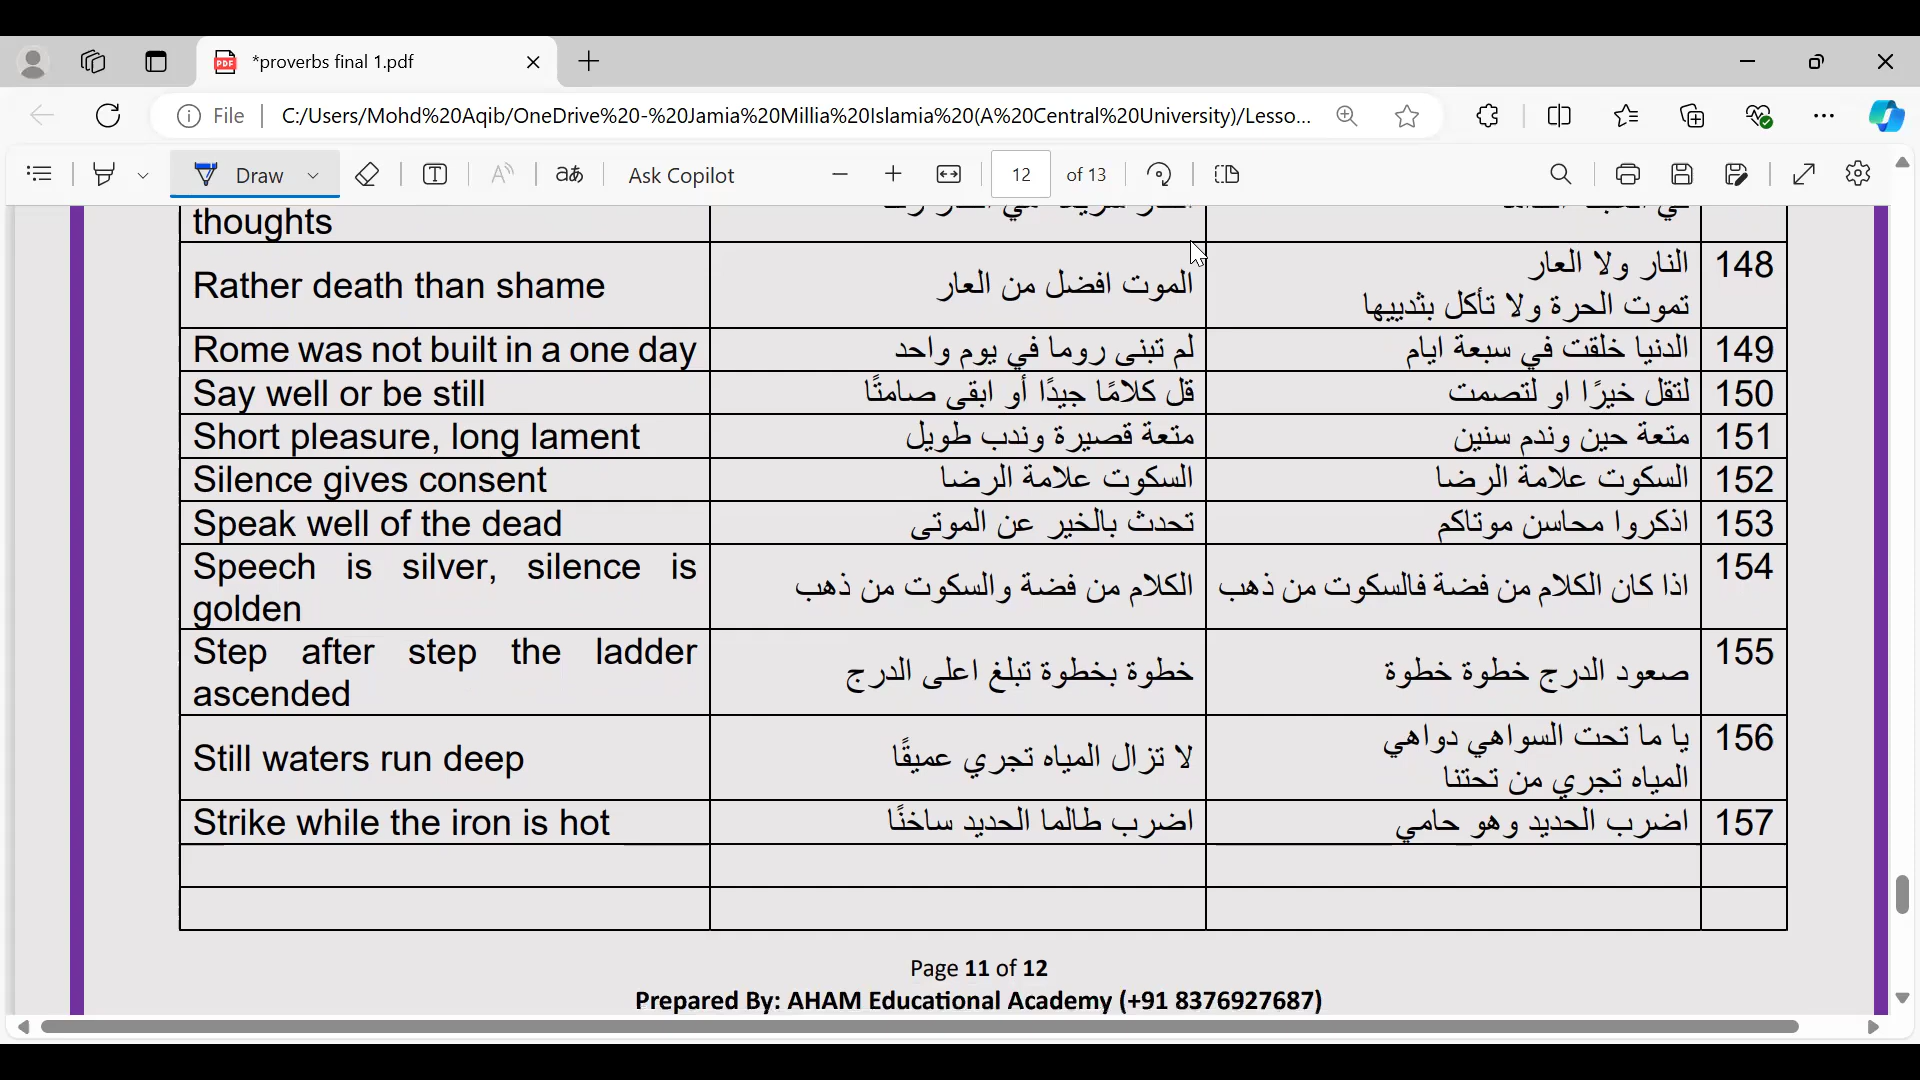 *proverbs final 1.pdf
File
C:/Users/Mohd%20Aqib/OneDrive%20-%20Jamia%20Millia%20Islamia%20(A%20Central%20University)/Lesso...
Draw
Ask Copilot
12
of 13
thoughts
Rather death than shame
الموت افضل من العار
النار ولا العار
تموت الحرة ولا تأكل بثدييها
148
Rome was not built in a one day
لم تبنى روما في يوم واحد
الدنيا خلقت في سبعة ايام
149
Say well or be still
قل كلامًا جيدًا أو ابقى صامتًا
لتقل خيرًا او لتصمت
150
Short pleasure, long lament
متعة قصيرة وندب طويل
متعة حين وندم سنين
151
Silence gives consent
السكوت علامة الرضا
السكوت علامة الرضا
152
Speak well of the dead
تحدث بالخير عن الموتى
اذكروا محاسن موتاكم
153
Speech is silver, silence is
golden
الكلام من فضة والسكوت من ذهب
اذا كان الكلام من فضة فالسكوت من ذهب
154
Step after step the ladder
ascended
خطوة بخطوة تبلغ اعلى الدرج
صعود الدرج خطوة خطوة
155
Still waters run deep
لا تزال المياه تجري عميقًا
يا ما تحت السواهي دواهي
المياه تجري من تحتنا
156
Strike while the iron is hot
اضرب طالما الحديد ساخنًا
اضرب الحديد وهو حامي
157
Page 11 of 12
Prepared By: AHAM Educational Academy (+91 8376927687)